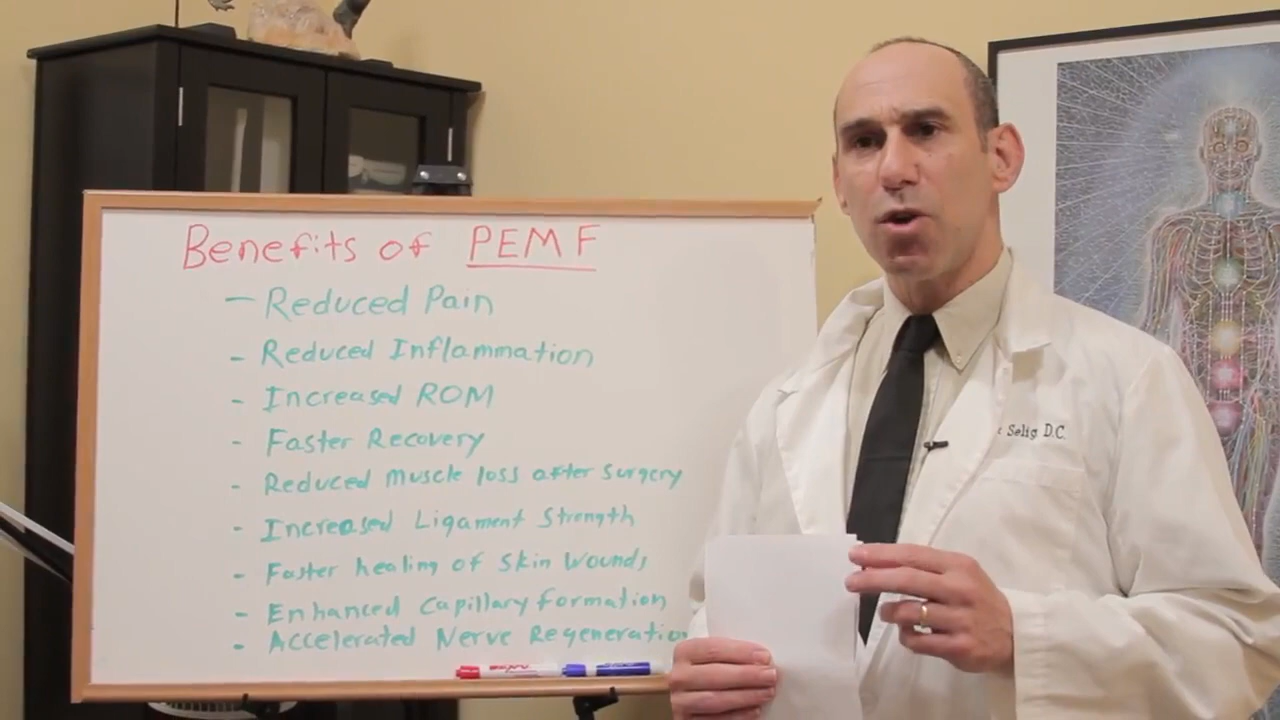 Benefits of PEMF
- Reduced Pain
- Reduced Inflammation
- Increased ROM
- Faster Recovery
- Reduced muscle loss after surgery
- Increased Ligament Strength
- Faster healing of skin wounds
- Enhanced Capillary formation
- Accelerated Nerve Regeneration
Selig, D.C.